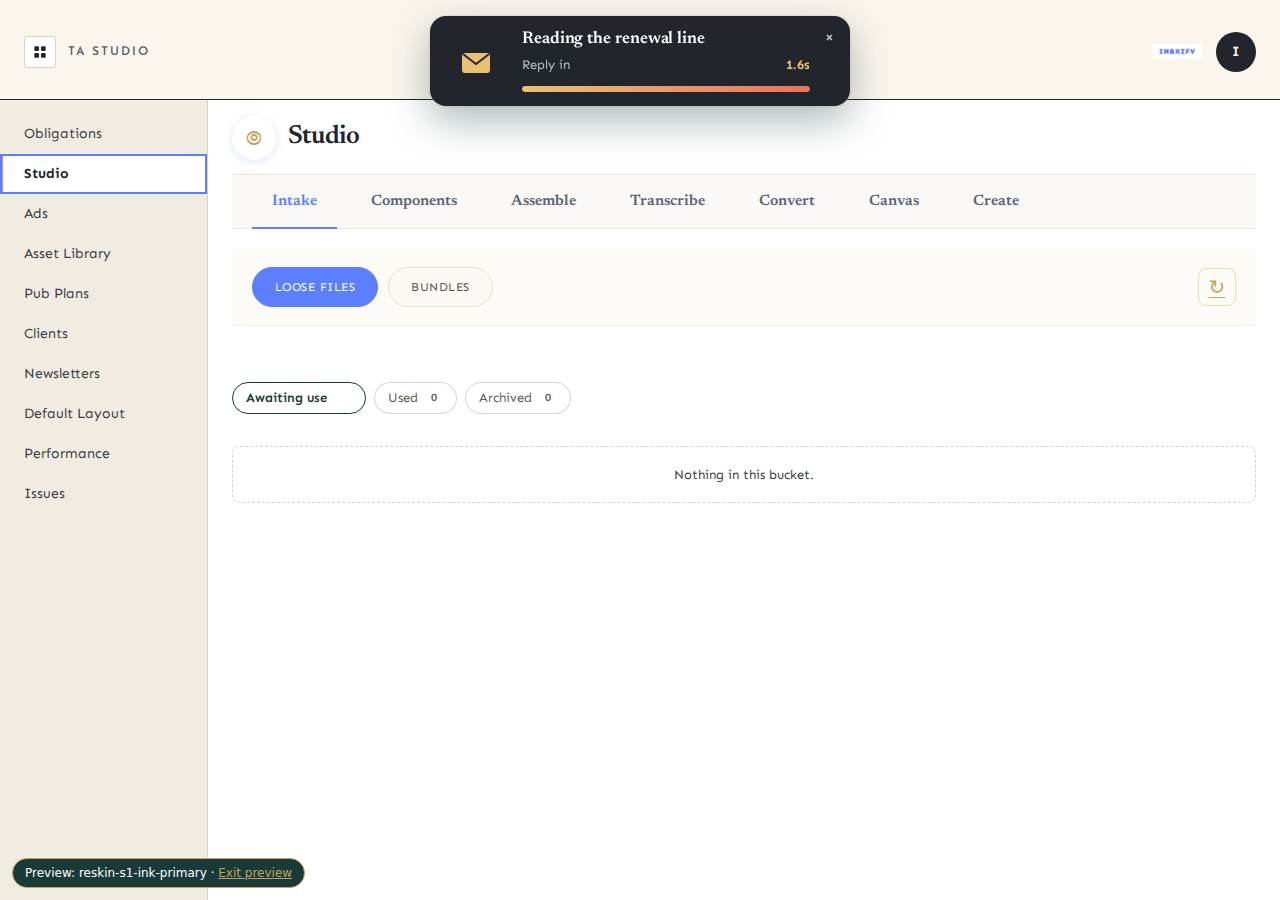 TA STUDIO
Reading the renewal line
×
Reply in
1.6s
INBXIFY
I
Obligations
Studio
Ads
Asset Library
Pub Plans
Clients
Newsletters
Default Layout
Performance
Issues
Studio
Intake Components Assemble Transcribe Convert Canvas Create
LOOSE FILES BUNDLES
↻
Awaiting use
Used 0
Archived 0
Nothing in this bucket.
Preview: reskin-s1-ink-primary · Exit preview